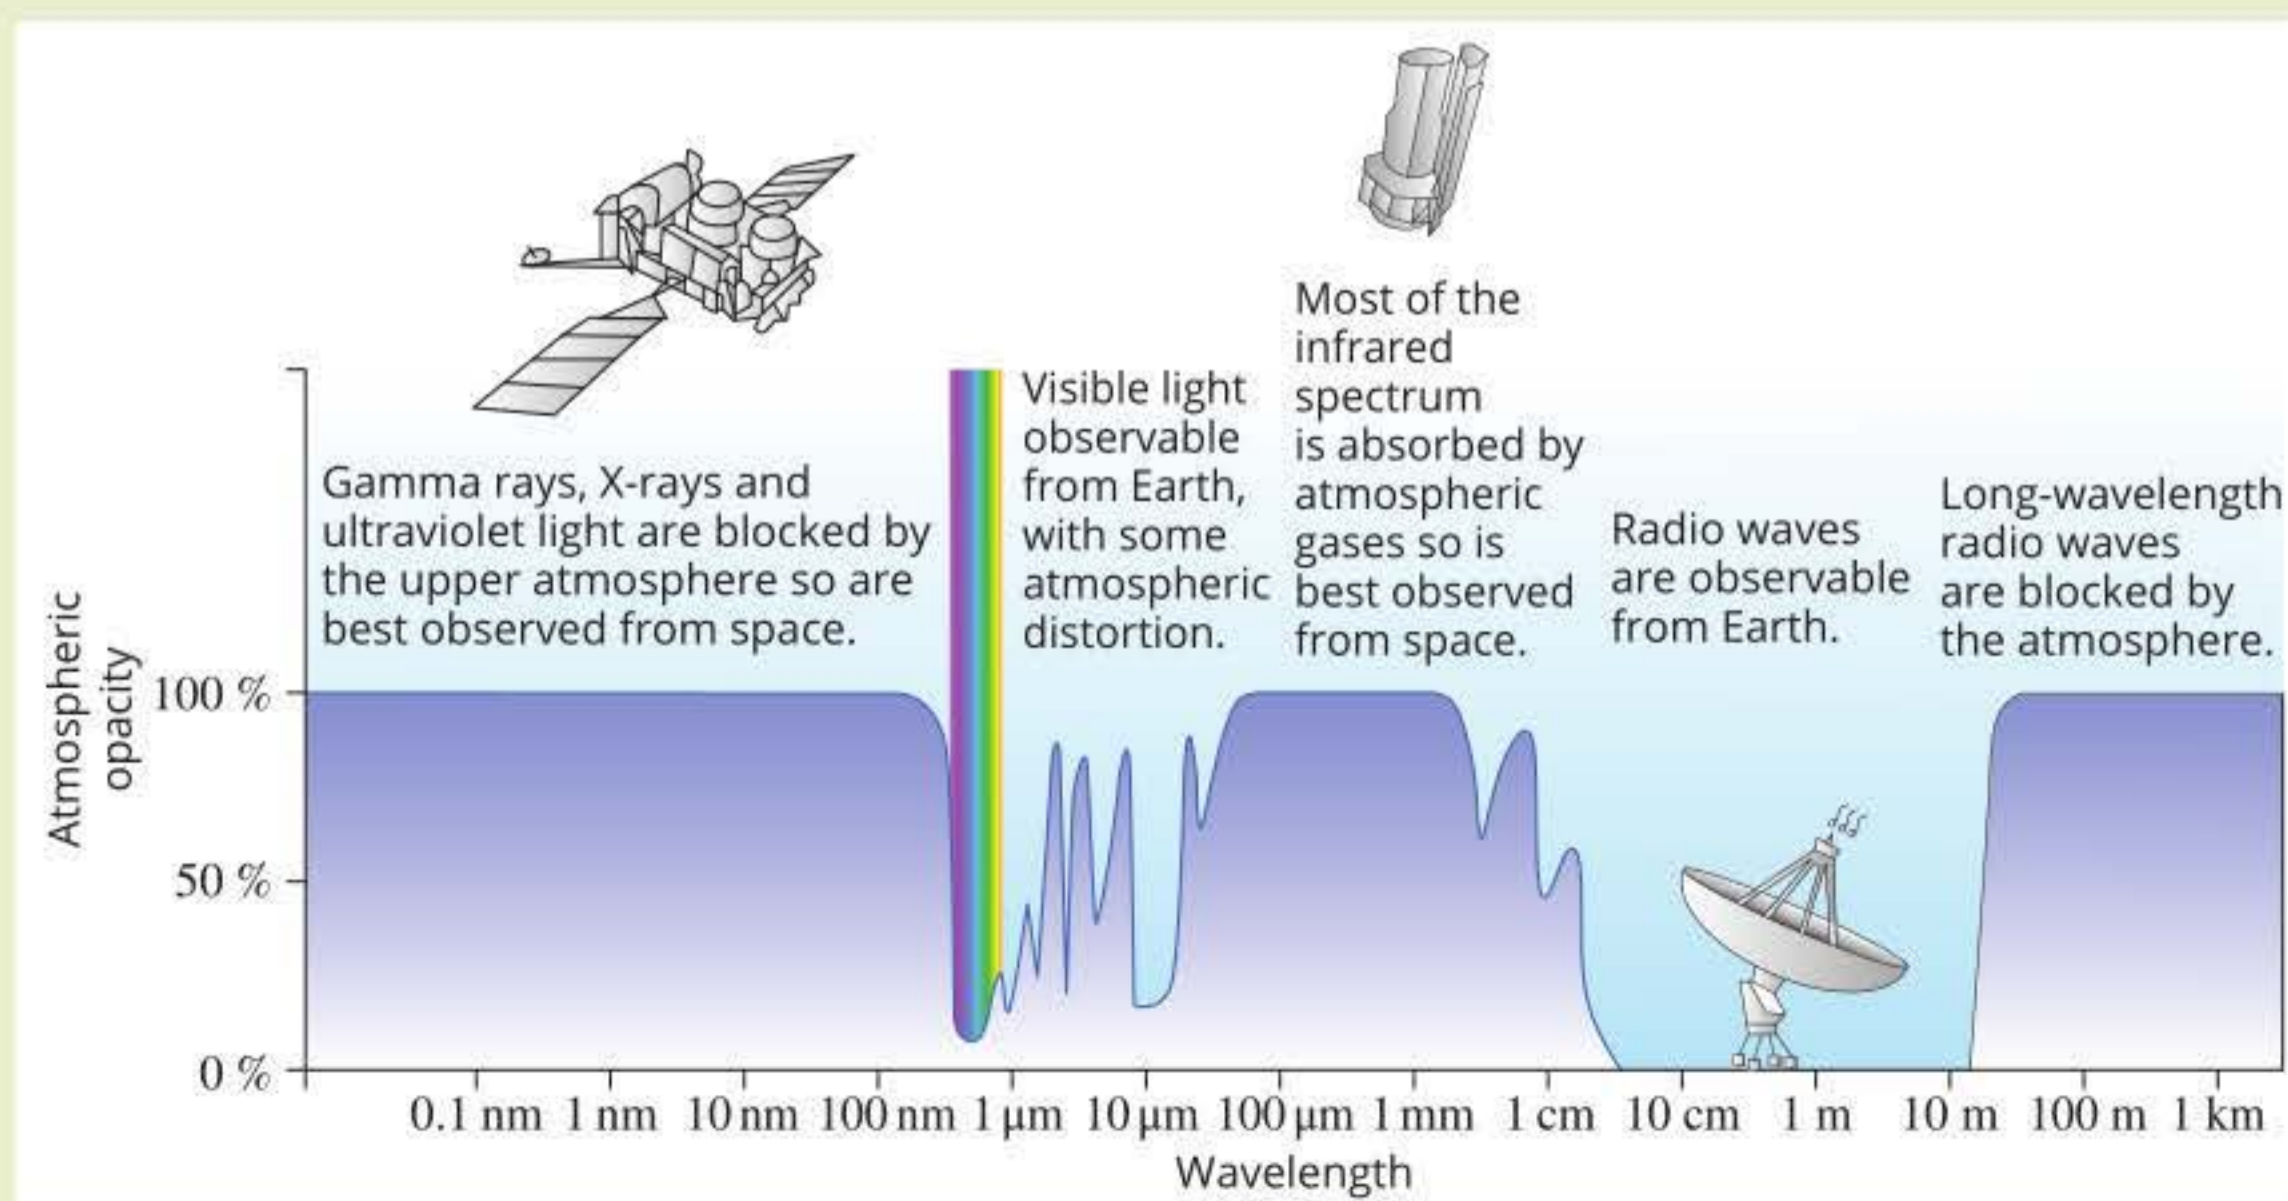 Gamma rays, X-rays and
ultraviolet light are blocked by
the upper atmosphere so are
best observed from space.
Visible light
observable
from Earth,
with some
atmospheric
distortion.
Most of the
infrared
spectrum
is absorbed by
atmospheric
gases so is
best observed
from space.
Radio waves
are observable
from Earth.
Long-wavelength
radio waves
are blocked by
the atmosphere.
Atmospheric
opacity
100 %
50 %
0 %
0.1 nm 1 nm 10 nm 100 nm 1 μm 10 μm 100 μm 1 mm 1 cm 10 cm 1 m 10 m 100 m 1 km
Wavelength